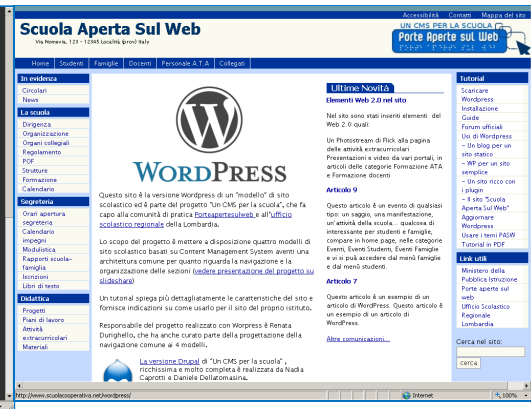 Accessibilità Contatti Mappa del sito
Scuola Aperta Sul Web
Via Nomevia, 123 - 12345 Località (prov) Italy
UN CMS PER LA SCUOLA
Porte Aperte sul Web
Home Studenti Famiglie Docenti Personale A.T.A Collegati
In evidenza
Circolari
News
La scuola
Dirigenza
Organizzazione
Organi collegiali
Regolamento
POF
Strutture
Formazione
Calendario
Segreteria
Orari apertura
segreteria
Calendario
impegni
Modulistica
Rapporti scuola-
famiglia
Iscrizioni
Libri di testo
Didattica
Progetti
Piani di lavoro
Attività
extracurricolari
Materiali
WORDPRESS
Questo sito è la versione Wordpress di un "modello" di sito
scolastico ed è parte del progetto "Un CMS per la scuola", che fa
capo alla comunità di pratica Porteapertesulweb e all'ufficio
scolastico regionale della Lombardia.
Lo scopo del progetto è mettere a disposizione quattro modelli di
sito scolastico basati su Content Management System aventi una
architettura comune per quanto riguarda la navigazione e la
organizzazione delle sezioni (vedere presentazione del progetto su
slideshare)
Un tutorial spiega più dettagliatamente le caratteristiche del sito e
fornisce indicazioni su come usarlo per il sito del proprio istituto.
Responsabile del progetto realizzato con Worpress è Renata
Durighello, che ha anche curato parte della progettazione della
navigazione comune ai 4 modelli.
La versione Drupal di "Un CMS per la scuola" ,
ricchissima e molto completa è realizzata da Nadia
Caprotti e Daniele Dellatomasina.
Ultime Novità
Elementi Web 2.0 nel sito
Nel sito sono stati inseriti elementi del
Web 2.0 quali:
Un Photostream di Flick alla pagina
delle attività extracurricolari
Presentazioni e video da vari portali, in
articoli delle categorie Formazione ATA
e Formazione docenti
Articolo 9
Questo articolo è un evento di qualsiasi
tipo: un saggio, una manifestazione,
un'attività della scuola... qualcosa di
interessante per studenti e famiglie,
compare in home page, nelle categorie
Eventi, Eventi Studenti, Eventi Famiglie
e vi si può accedere dal menù famiglie
e dal menù studenti.
Articolo 7
Questo articolo è un esempio di un
articolo di WordPress. Questo articolo è
un esempio di un articolo di
WordPress.
Altre comunicazioni...
Tutorial
Scaricare
Wordpress
Installazione
Guide
Forum ufficiali
Usi di Wordpress
- Un blog per un
sito statico
- WP per un sito
semplice
- Un sito ricco con
i plugin
- Il sito "Scuola
Aperta Sul Web"
Aggiornare
Wordpress
Usare i temi PASW
Tutorial in PDF
Link utili
Ministero della
Pubblica Istruzione
Porte aperte sul
web
Ufficio Scolastico
Regionale
Lombardia
Cerca nel sito:
cerca
http://www.scuolacooperativa.net/wordpress/ Internet 100%